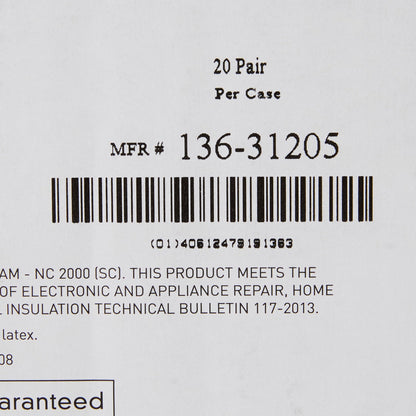 20 Pair
Per Case
MFR # 136-31205
(01)40612479191363
AM - NC 2000 (SC). THIS PRODUCT MEETS THE
OF ELECTRONIC AND APPLIANCE REPAIR, HOME
INSULATION TECHNICAL BULLETIN 117-2013.
latex.
08
aranteed